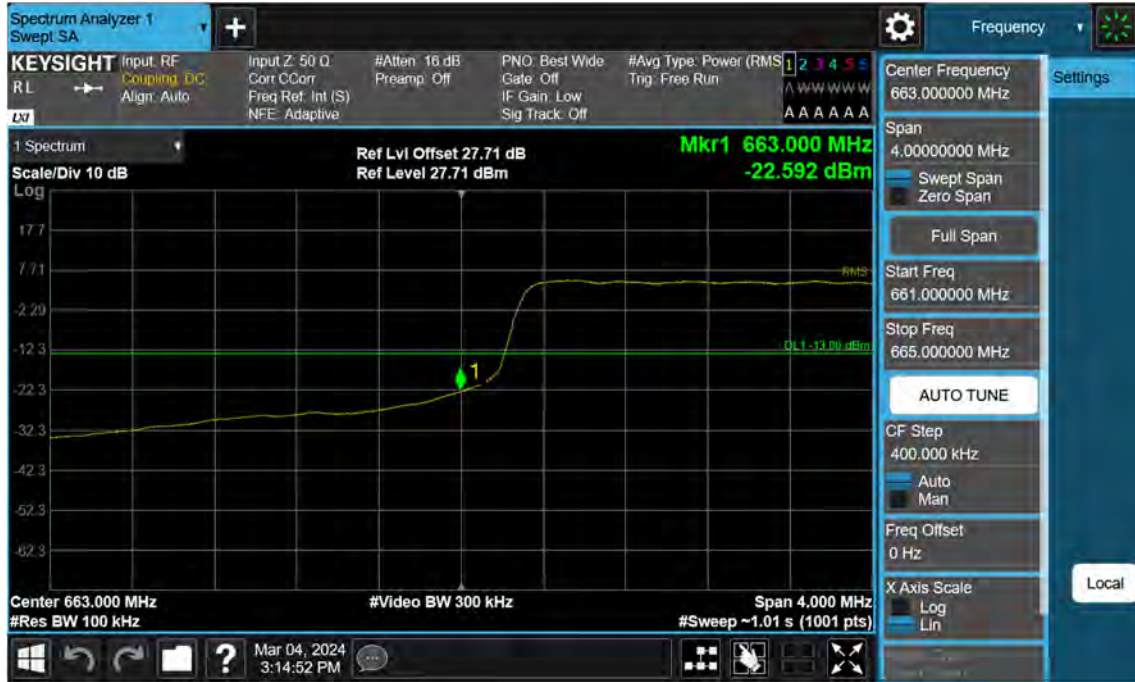 Spectrum Analyzer 1
Swept SA
Frequency
KEYSIGHT
RL
LXI
Input: RF
Coupling: DC
Align: Auto
Input Z: 50 Ω
Corr CCorr
Freq Ref: Int (S)
NFE: Adaptive
#Atten: 16 dB
Preamp: Off
PNO: Best Wide
Gate: Off
IF Gain: Low
Sig Track: Off
#Avg Type: Power (RMS
Trig: Free Run
1 2 3 4 5 6
A W W W W W
A A A A A A
1 Spectrum
Scale/Div 10 dB
Log
Ref Lvl Offset 27.71 dB
Ref Level 27.71 dBm
Mkr1 663.000 MHz
-22.592 dBm
17.7
7.71
-2.29
-12.3
-22.3
-32.3
-42.3
-52.3
-62.3
RMS
DL1 -13.00 dBm
1
Center 663.000 MHz
#Res BW 100 kHz
#Video BW 300 kHz
Span 4.000 MHz
#Sweep ~1.01 s (1001 pts)
Mar 04, 2024
3:14:52 PM
Center Frequency
663.000000 MHz
Span
4.00000000 MHz
Swept Span
Zero Span
Full Span
Start Freq
661.000000 MHz
Stop Freq
665.000000 MHz
AUTO TUNE
CF Step
400.000 kHz
Auto
Man
Freq Offset
0 Hz
X Axis Scale
Log
Lin
Settings
Local